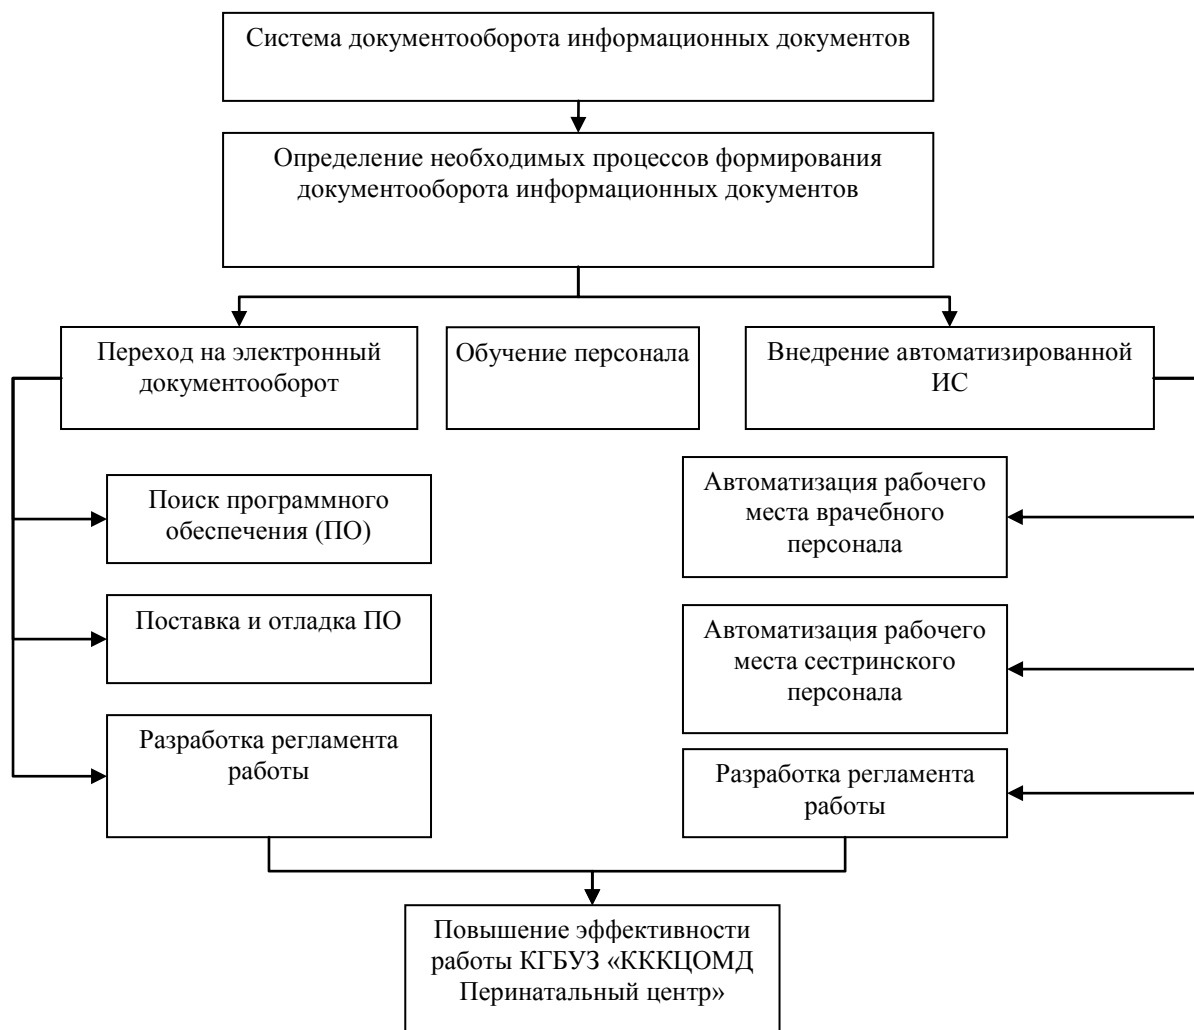 Система документооборота информационных документов
Определение необходимых процессов формирования
документооборота информационных документов
Переход на электронный
документооборот
Обучение персонала
Внедрение автоматизированной
ИС
Поиск программного
обеспечения (ПО)
Автоматизация рабочего
места врачебного
персонала
Поставка и отладка ПО
Автоматизация рабочего
места сестринского
персонала
Разработка регламента
работы
Разработка регламента
работы
Повышение эффективности
работы КГБУЗ «КККЦОМД
Перинатальный центр»